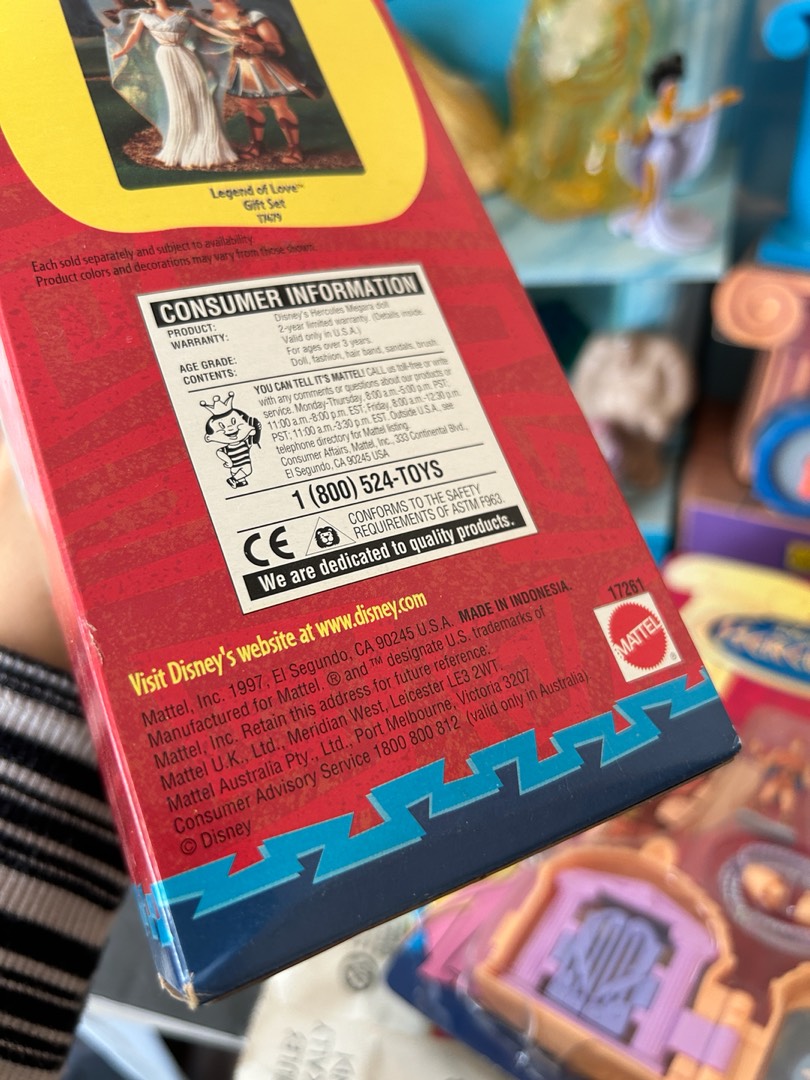 Legend of Love™
Gift Set
17479
Each sold separately and subject to availability.
Product colors and decorations may vary from those shown.
CONSUMER INFORMATION
PRODUCT: Disney's Hercules Megara doll
WARRANTY: 2-year limited warranty. (Details inside.
Valid only in U.S.A.)
AGE GRADE: For ages over 3 years.
CONTENTS: Doll, fashion, hair band, sandals, brush.
YOU CAN TELL IT'S MATTEL! CALL us toll-free or write
with any comments or questions about our products or
service. Monday-Thursday, 8:00 a.m.-5:00 p.m. PST;
11:00 a.m.-8:00 p.m. EST; Friday, 8:00 a.m.-12:30 p.m.
PST; 11:00 a.m.-3:30 p.m. EST. Outside U.S.A., see
telephone directory for Mattel listing.
Consumer Affairs, Mattel, Inc., 333 Continental Blvd.,
El Segundo, CA 90245 USA
1 (800) 524-TOYS
CE
CONFORMS TO THE SAFETY
REQUIREMENTS OF ASTM F963.
We are dedicated to quality products.
Visit Disney's website at www.disney.com
Mattel, Inc. 1997, El Segundo, CA 90245 U.S.A. MADE IN INDONESIA.
Manufactured for Mattel. ® and ™ designate U.S. trademarks of
Mattel, Inc. Retain this address for future reference:
Mattel U.K., Ltd., Meridian West, Leicester LE3 2WT.
Mattel Australia Pty., Ltd., Port Melbourne, Victoria 3207
Consumer Advisory Service 1800 800 812 (valid only in Australia)
© Disney
17261
MATTEL
®